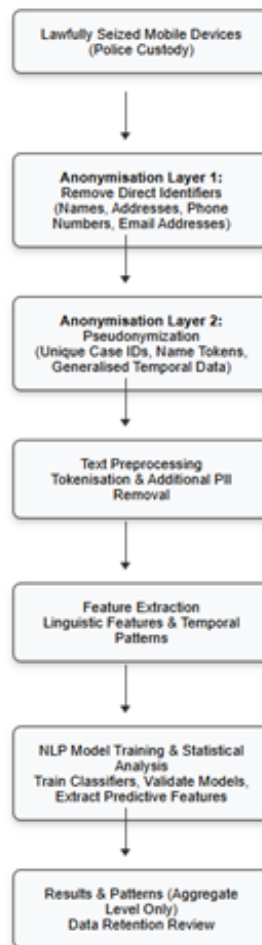 Lawfully Seized Mobile Devices
(Police Custody)
Anonymisation Layer 1:
Remove Direct Identifiers
(Names, Addresses, Phone
Numbers, Email Addresses)
Anonymisation Layer 2:
Pseudonymization
(Unique Case IDs, Name Tokens,
Generalised Temporal Data)
Text Preprocessing
Tokenisation & Additional PII
Removal
Feature Extraction
Linguistic Features & Temporal
Patterns
NLP Model Training & Statistical
Analysis
Train Classifiers, Validate Models,
Extract Predictive Features
Results & Patterns (Aggregate
Level Only)
Data Retention Review